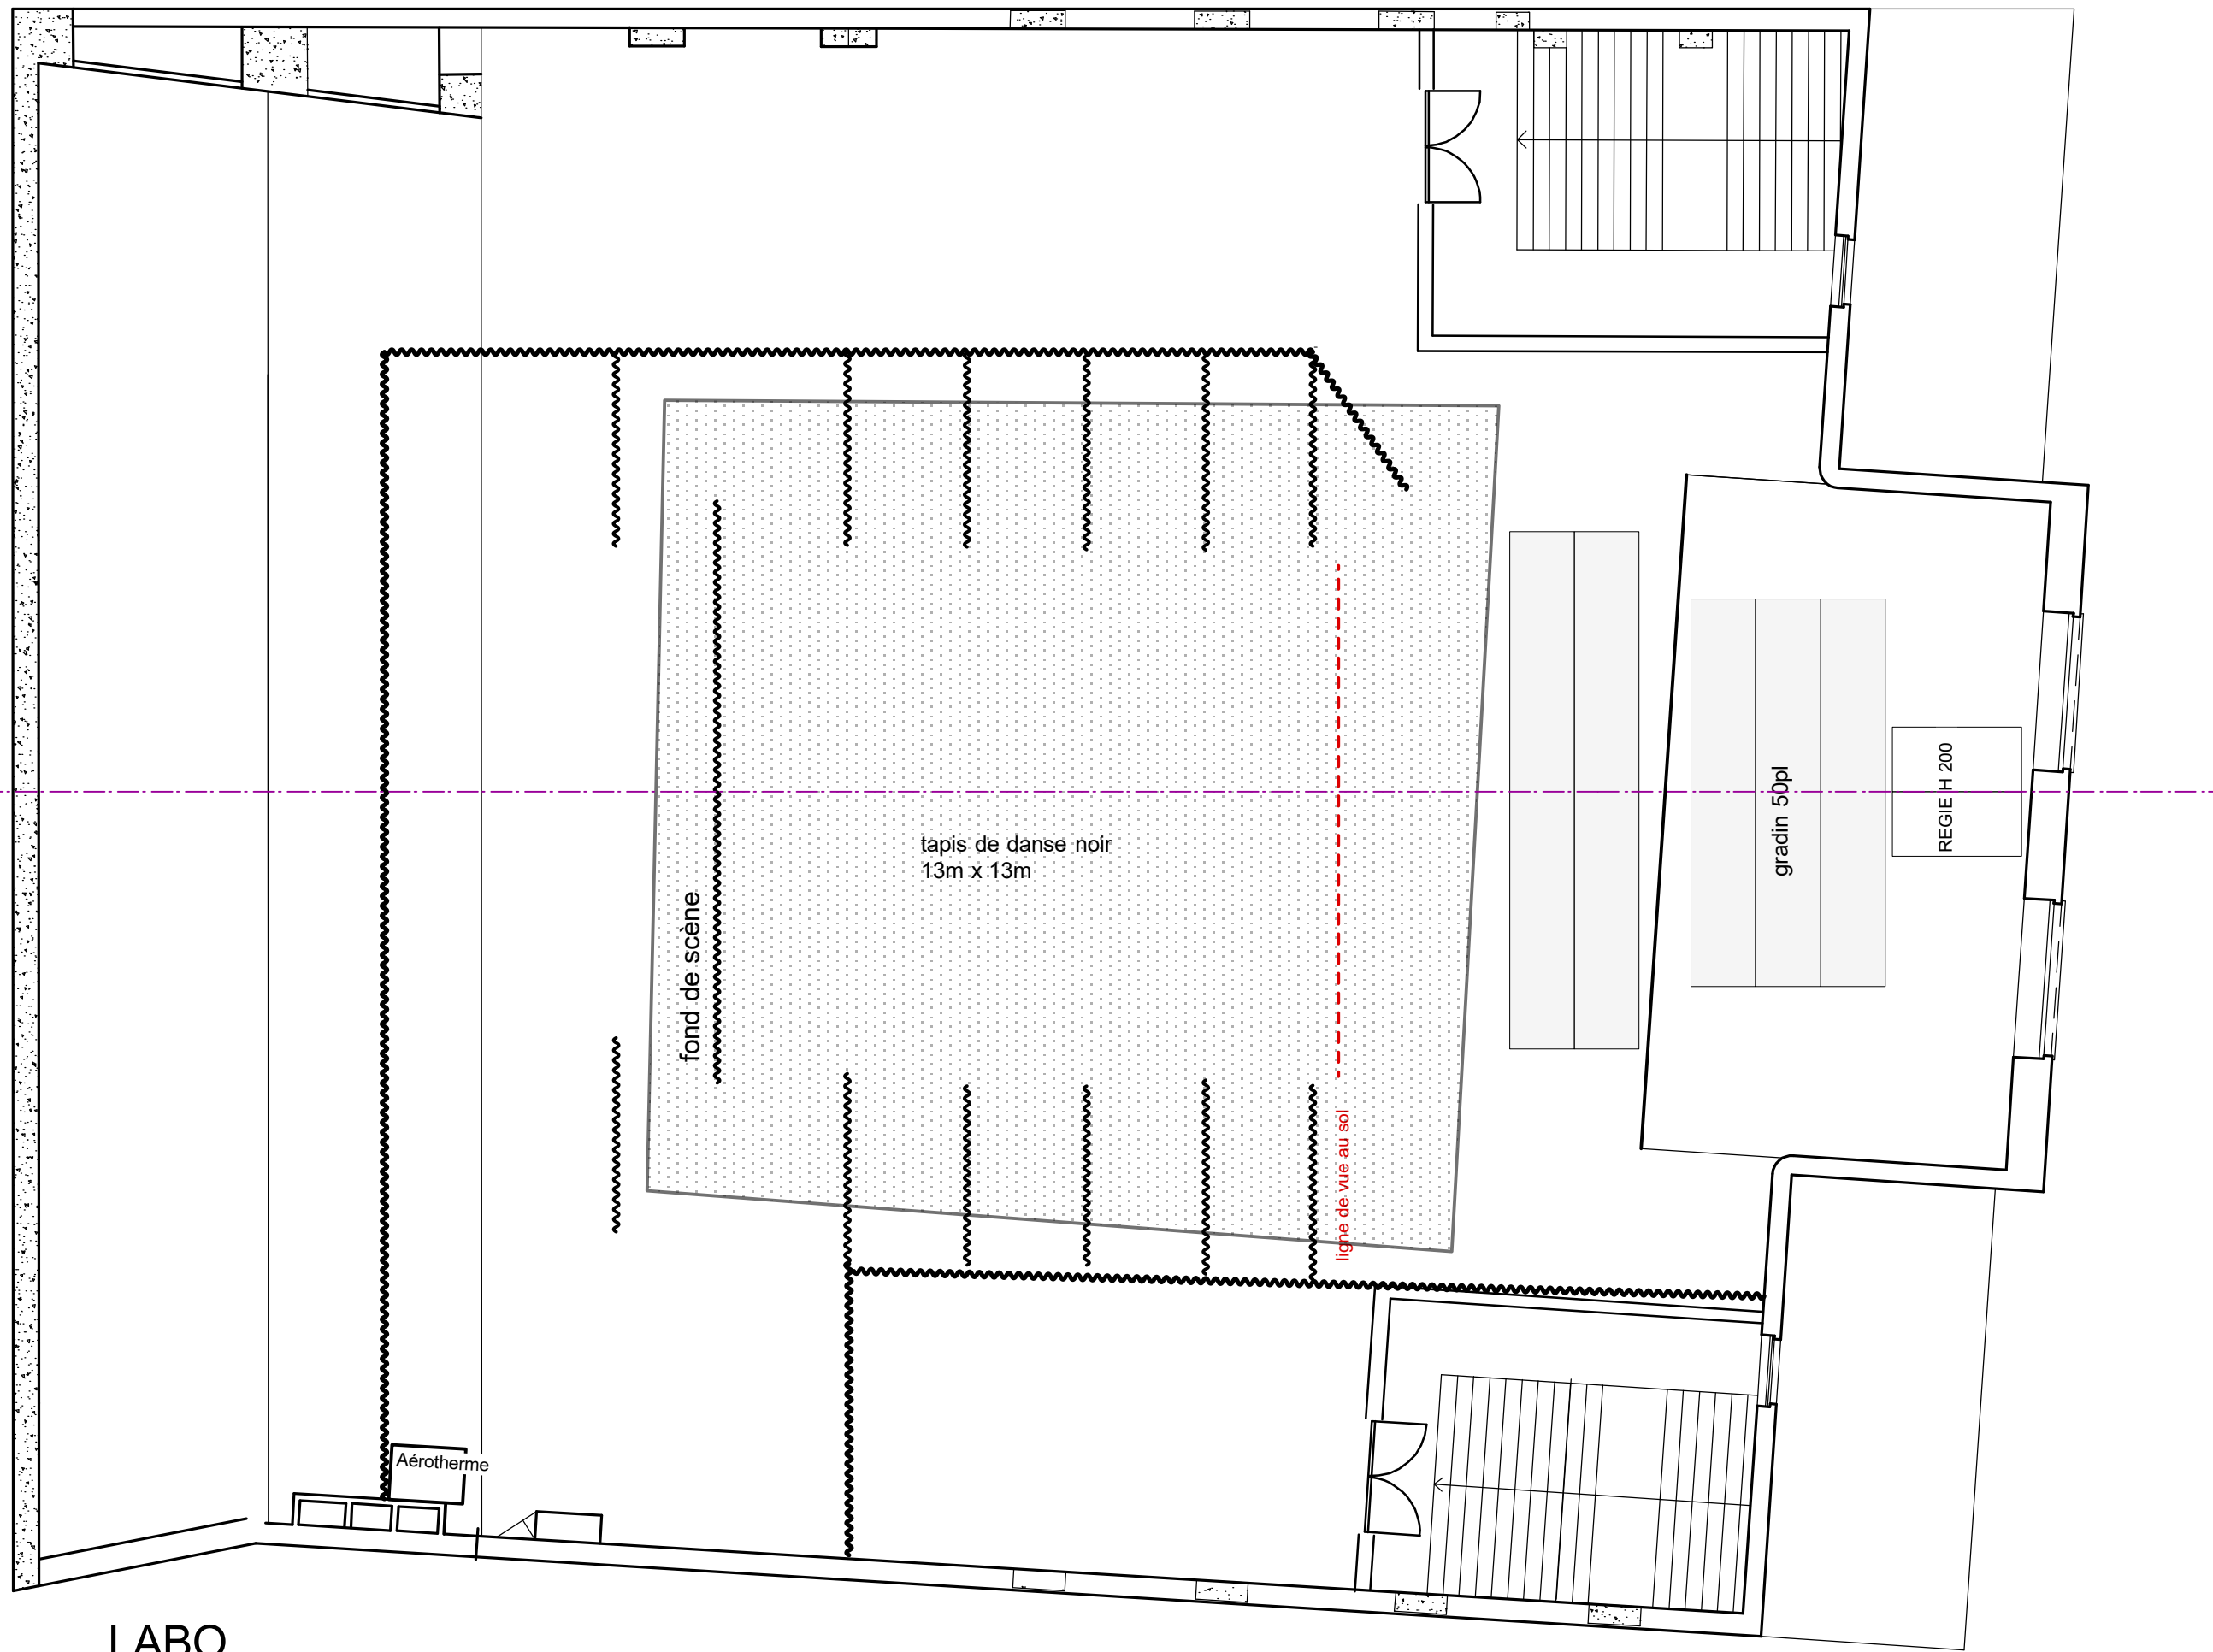 tapis de danse noir
13m x 13m
fond de scène
ligne de vue au sol
gradin 50pl
REGIE H 200
Aérotherme
LABO